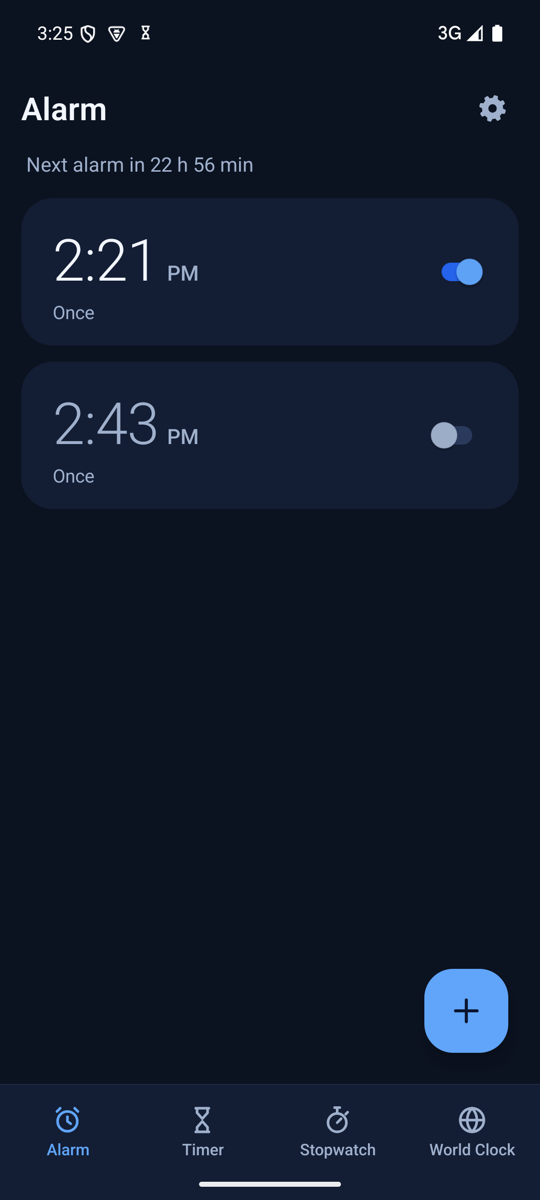 3:25
3G
Alarm
Next alarm in 22 h 56 min
2:21 PM
Once
2:43 PM
Once
Alarm
Timer
Stopwatch
World Clock